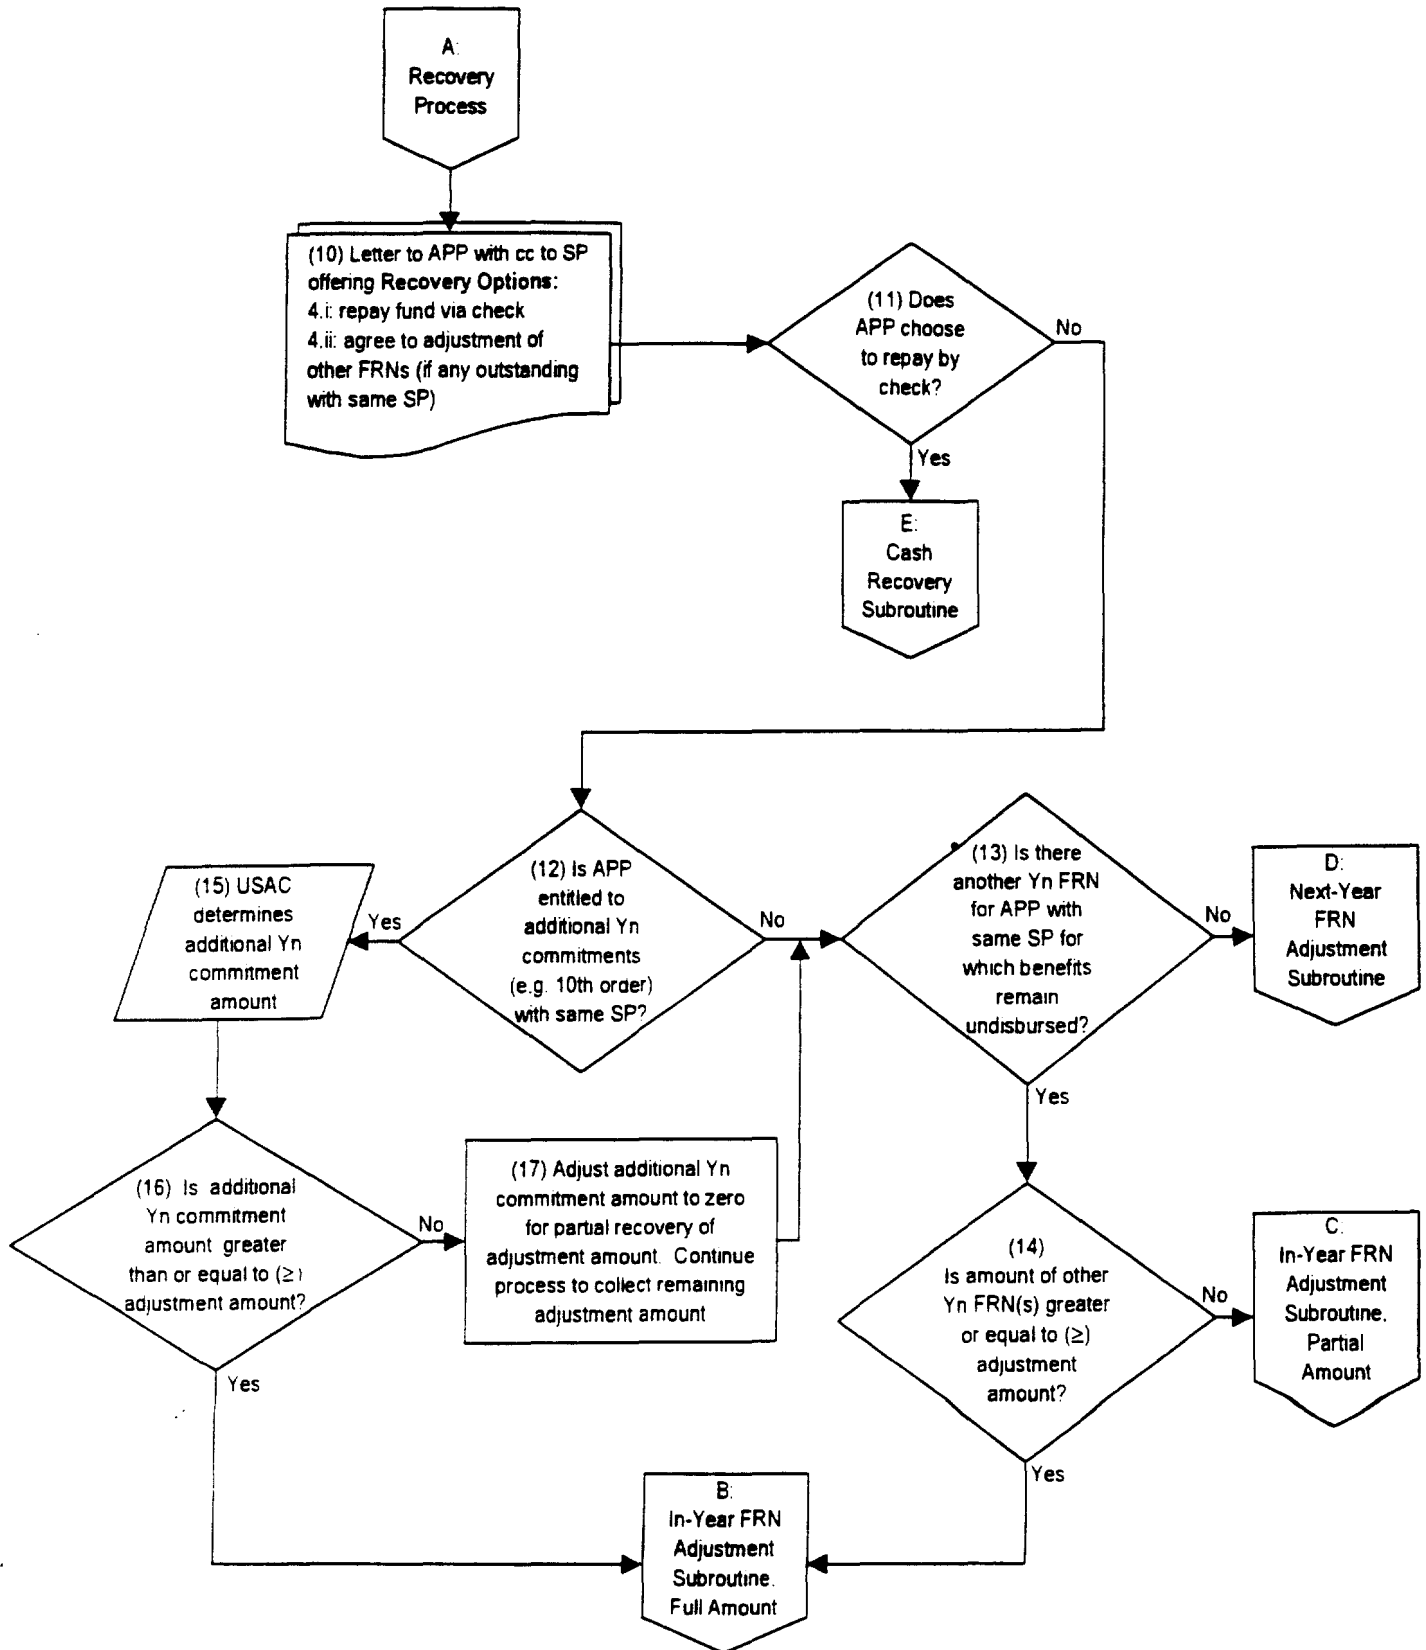 A:
Recovery
Process
(10) Letter to APP with cc to SP
offering Recovery Options:
4.i: repay fund via check
4.ii: agree to adjustment of
other FRNs (if any outstanding
with same SP)
(11) Does
APP choose
to repay by
check?
No
Yes
E:
Cash
Recovery
Subroutine
(12) Is APP
entitled to
additional Yn
commitments
(e.g. 10th order)
with same SP?
Yes
No
(15) USAC
determines
additional Yn
commitment
amount
(13) Is there
another Yn FRN
for APP with
same SP for
which benefits
remain
undisbursed?
No
Yes
D:
Next-Year
FRN
Adjustment
Subroutine
(16) Is additional
Yn commitment
amount greater
than or equal to (≥)
adjustment amount?
No
Yes
(17) Adjust additional Yn
commitment amount to zero
for partial recovery of
adjustment amount. Continue
process to collect remaining
adjustment amount
(14)
Is amount of other
Yn FRN(s) greater
or equal to (≥)
adjustment
amount?
No
Yes
C:
In-Year FRN
Adjustment
Subroutine,
Partial
Amount
B:
In-Year FRN
Adjustment
Subroutine,
Full Amount